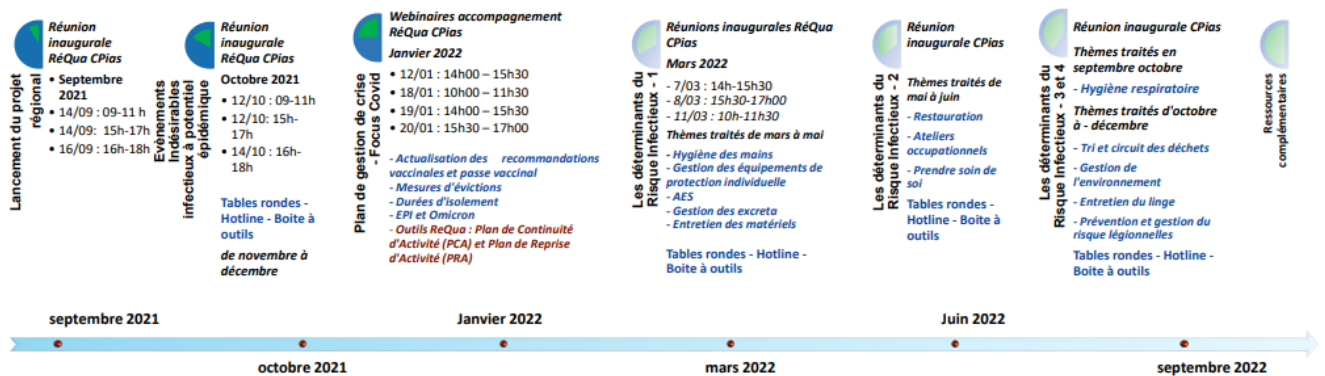 Lancement du projet
régional
Réunion
inaugurale
RéQua CPias
• Septembre
2021
• 14/09 : 09-11 h
• 14/09: 15h-17h
• 16/09 : 16h-18h
Evènements
Indésirables
infectieux à potentiel
épidémique
Réunion
inaugurale
RéQua CPias
Octobre 2021
• 12/10 : 09-11h
• 12/10: 15h-
17h
• 14/10 : 16h-
18h
Tables rondes -
Hotline - Boite à
outils
de novembre à
décembre
Plan de gestion de crise
- Focus Covid
Webinaires accompagnement
RéQua CPias
Janvier 2022
• 12/01 : 14h00 – 15h30
• 18/01 : 10h00 – 11h30
• 19/01 : 14h00 – 15h30
• 20/01 : 15h30 – 17h00
- Actualisation des recommandations
vaccinales et passe vaccinal
- Mesures d'évictions
- Durées d'isolement
- EPI et Omicron
- Outils ReQua : Plan de Continuité
d'Activité (PCA) et Plan de Reprise
d'Activité (PRA)
Les déterminants du
Risque Infectieux - 1
Réunions inaugurales RéQua
CPias
Mars 2022
- 7/03 : 14h-15h30
- 8/03 : 15h30-17h00
- 11/03 : 10h-11h30
Thèmes traités de mars à mai
- Hygiène des mains
- Gestion des équipements de
protection individuelle
- AES
- Gestion des excreta
- Entretien des matériels
Tables rondes - Hotline -
Boite à outils
Les déterminants du
Risque Infectieux - 2
Réunion
inaugurale CPias
Thèmes traités de
mai à juin
- Restauration
- Ateliers
occupationnels
- Prendre soin de
soi
Tables rondes -
Hotline - Boite à
outils
Les déterminants du
Risque Infectieux - 3 et 4
Réunion inaugurale CPias
Thèmes traités en
septembre octobre
- Hygiène respiratoire
Thèmes traités d'octobre
à - décembre
- Tri et circuit des déchets
- Gestion de
l'environnement
- Entretien du linge
- Prévention et gestion du
risque légionnelles
Tables rondes - Hotline -
Boite à outils
Ressources
complémentaires
septembre 2021
Janvier 2022
Juin 2022
octobre 2021
mars 2022
septembre 2022